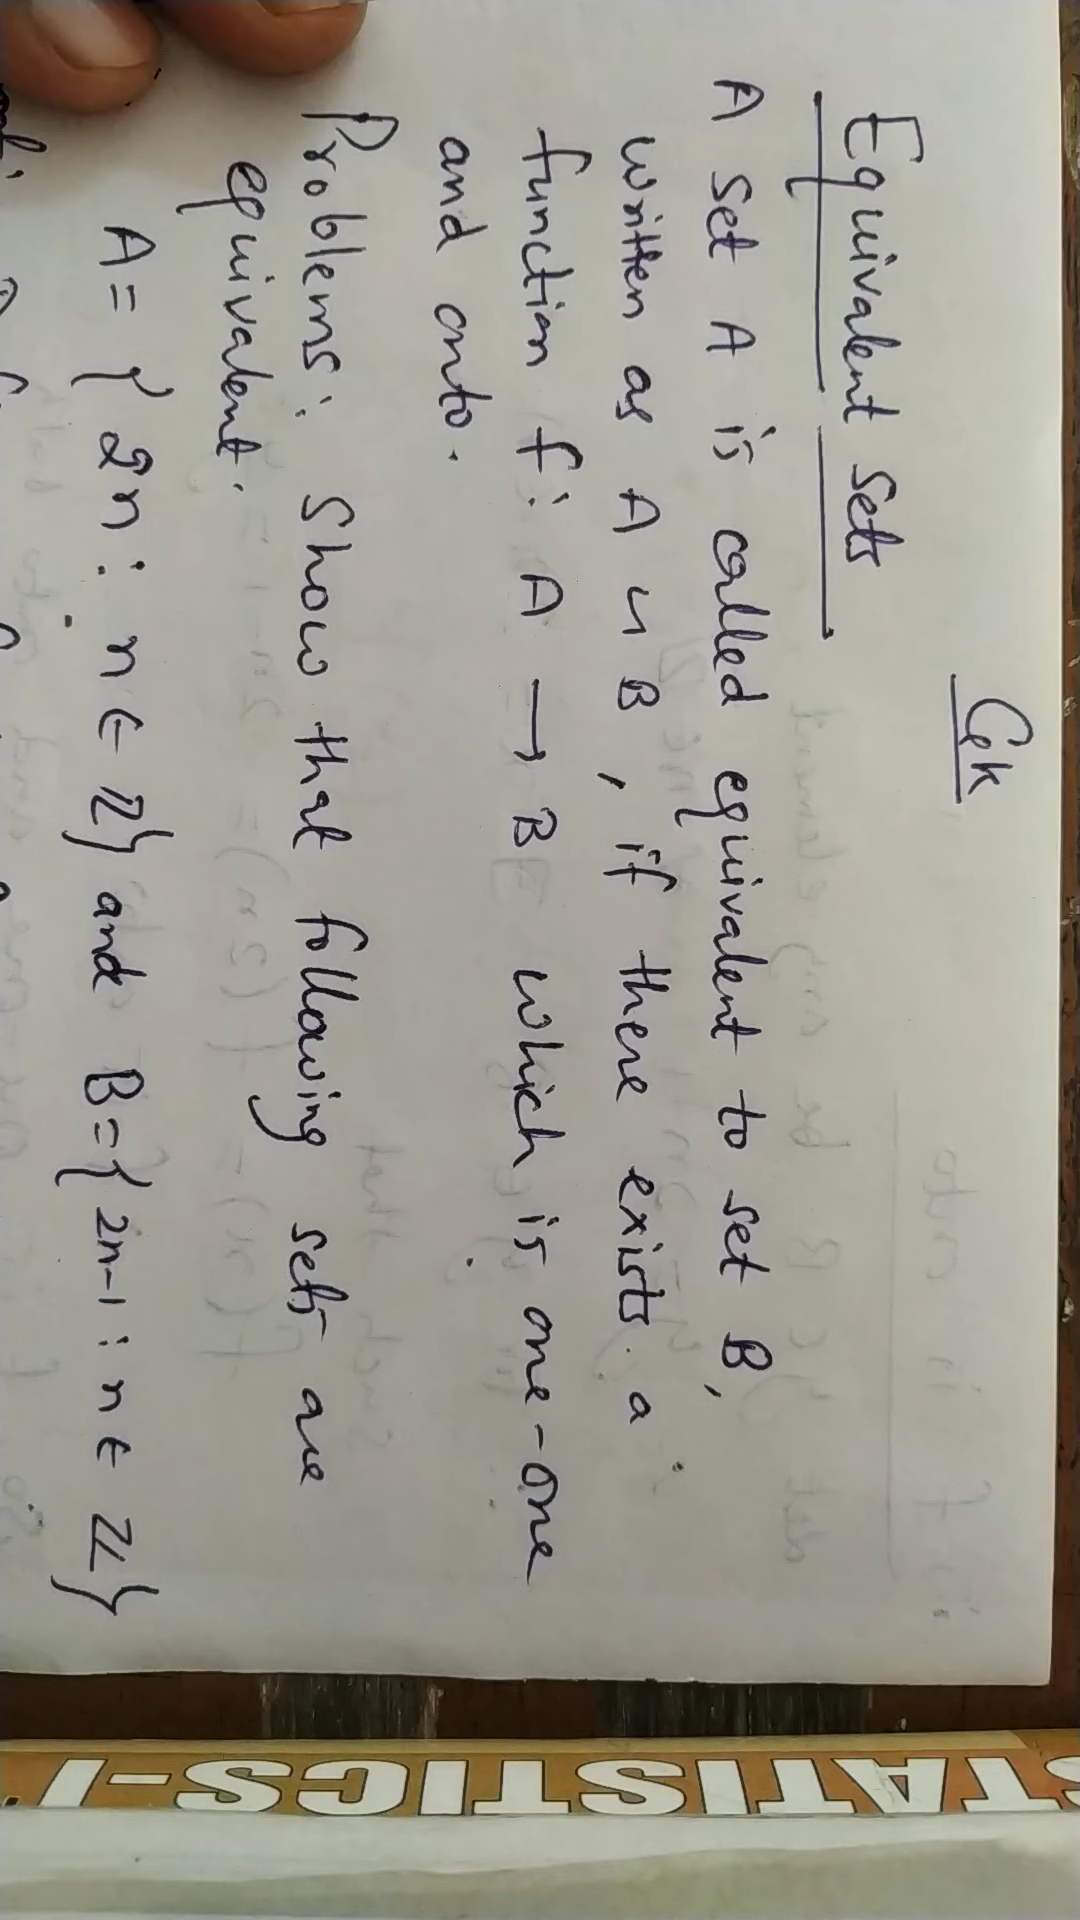 Gk
Equivalent Sets
A set A is called equivalent to set B,
written as A ~ B, if there exists a
function f: A → B which is one-one
and onto.
Problems: Show that following sets are
equivalent.
A = { 2n : n ∈ Z} and B = { 2n-1 : n ∈ Z}
STATISTICS-I